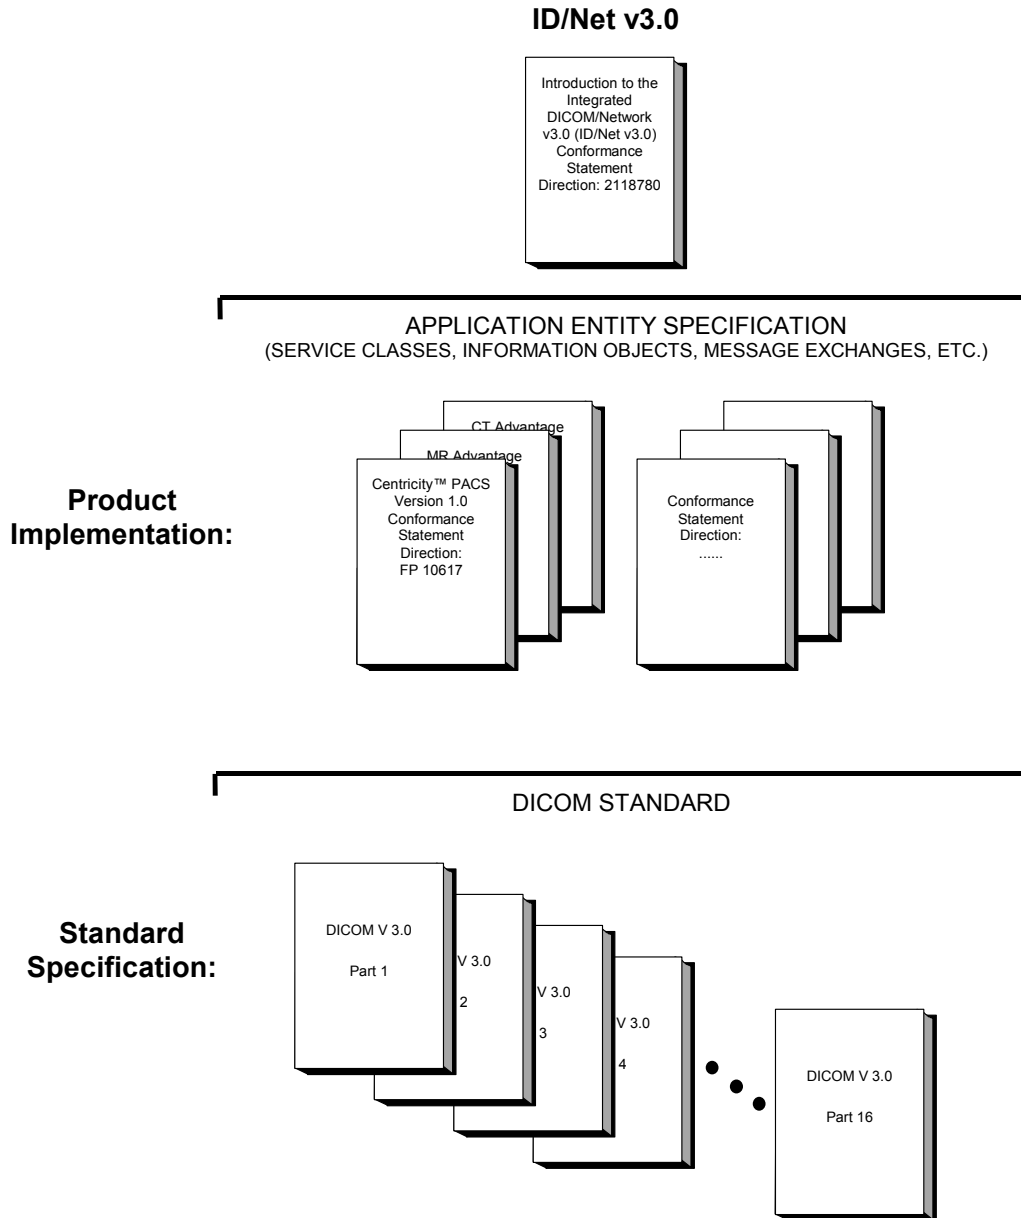 ID/Net v3.0
Introduction to the
Integrated
DICOM/Network
v3.0 (ID/Net v3.0)
Conformance
Statement
Direction: 2118780
APPLICATION ENTITY SPECIFICATION
(SERVICE CLASSES, INFORMATION OBJECTS, MESSAGE EXCHANGES, ETC.)
Product
Implementation:
CT Advantage
MR Advantage
Centricity™ PACS
Version 1.0
Conformance
Statement
Direction:
FP 10617
Conformance
Statement
Direction:
......
DICOM STANDARD
Standard
Specification:
DICOM V 3.0
Part 1
V 3.0
2
V 3.0
3
V 3.0
4
DICOM V 3.0
Part 16